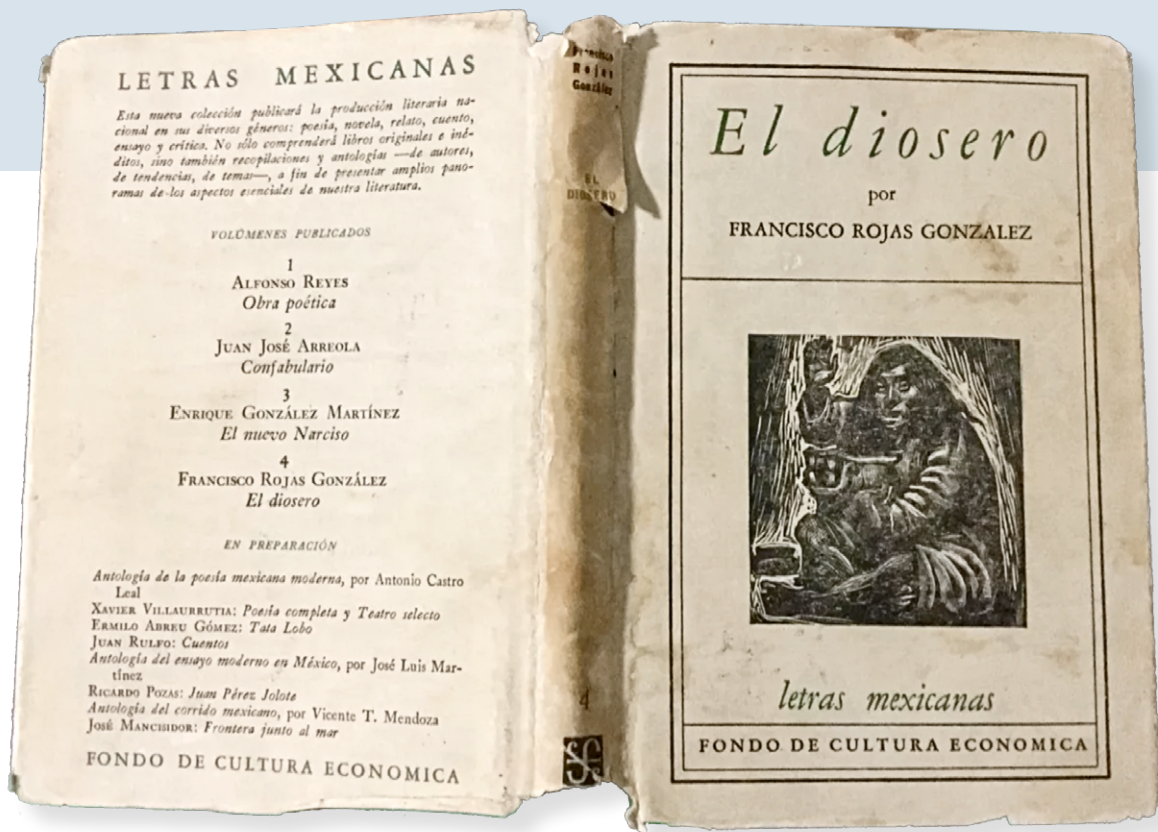 LETRAS MEXICANAS
Esta nueva colección publicará la producción literaria na-
cional en sus diversos géneros: poesía, novela, relato, cuento,
ensayo y crítica. No sólo comprenderá libros originales e iné-
ditos, sino también recopilaciones y antologías —de autores,
de tendencias, de temas—, a fin de presentar amplios pano-
ramas de los aspectos esenciales de nuestra literatura.
VOLÚMENES PUBLICADOS
1
ALFONSO REYES
Obra poética
2
JUAN JOSÉ ARREOLA
Confabulario
3
ENRIQUE GONZÁLEZ MARTÍNEZ
El nuevo Narciso
4
FRANCISCO ROJAS GONZÁLEZ
El diosero
EN PREPARACIÓN
Antología de la poesía mexicana moderna, por Antonio Castro
Leal
XAVIER VILLAURRUTIA: Poesía completa y Teatro selecto
ERMILO ABREU GÓMEZ: Tata Lobo
JUAN RULFO: Cuentos
Antología del ensayo moderno en México, por José Luis Mar-
tínez
RICARDO POZAS: Juan Pérez Jolote
Antología del corrido mexicano, por Vicente T. Mendoza
JOSÉ MANCISIDOR: Frontera junto al mar
FONDO DE CULTURA ECONOMICA
Francisco
Rojas
González
EL
DIOSERO
4
El diosero
por
FRANCISCO ROJAS GONZALEZ
letras mexicanas
FONDO DE CULTURA ECONOMICA